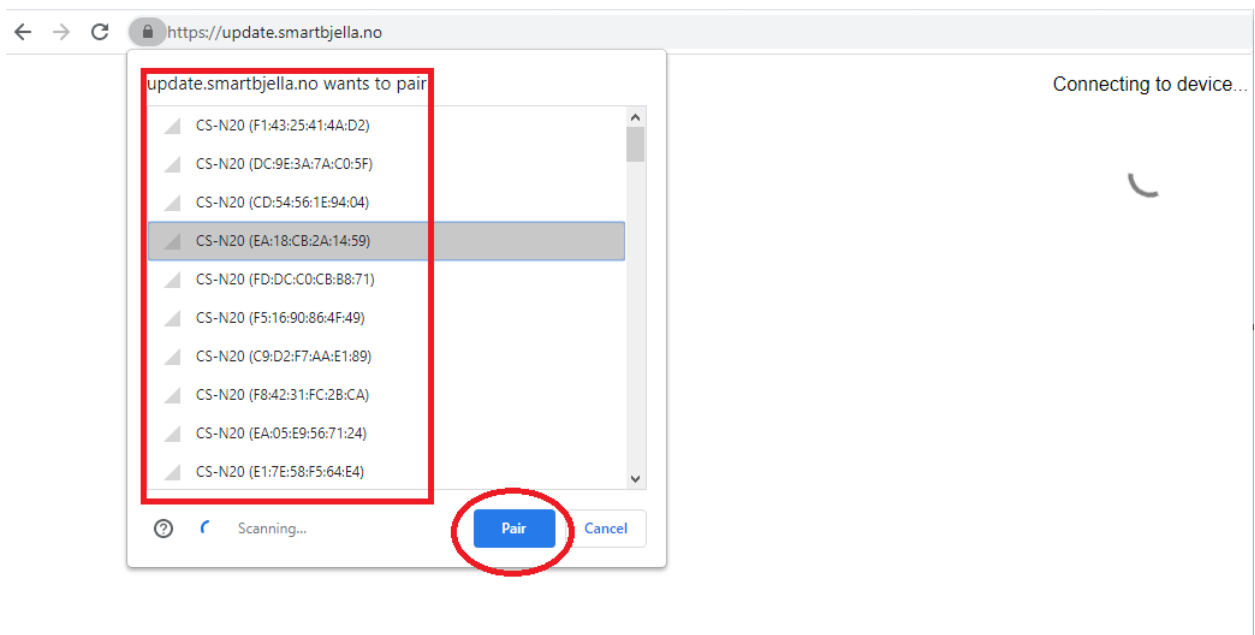 https://update.smartbjella.no
update.smartbjella.no wants to pair
Connecting to device...
CS-N20 (F1:43:25:41:4A:D2)
CS-N20 (DC:9E:3A:7A:C0:5F)
CS-N20 (CD:54:56:1E:94:04)
CS-N20 (EA:18:CB:2A:14:59)
CS-N20 (FD:DC:C0:CB:B8:71)
CS-N20 (F5:16:90:86:4F:49)
CS-N20 (C9:D2:F7:AA:E1:89)
CS-N20 (F8:42:31:FC:2B:CA)
CS-N20 (EA:05:E9:56:71:24)
CS-N20 (E1:7E:58:F5:64:E4)
Scanning... Pair Cancel